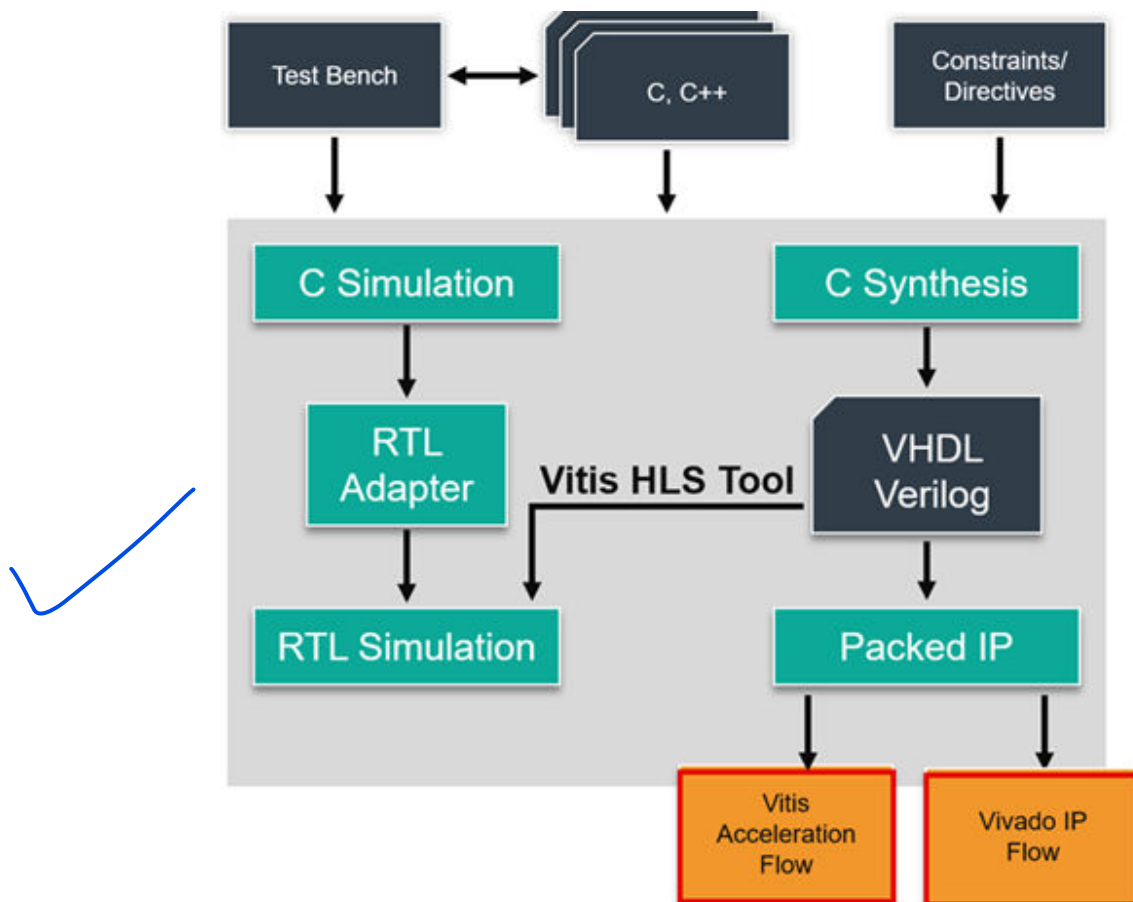 Test Bench
C, C++
Constraints/
Directives
C Simulation
C Synthesis
RTL
Adapter
Vitis HLS Tool
VHDL
Verilog
RTL Simulation
Packed IP
Vitis
Acceleration
Flow
Vivado IP
Flow